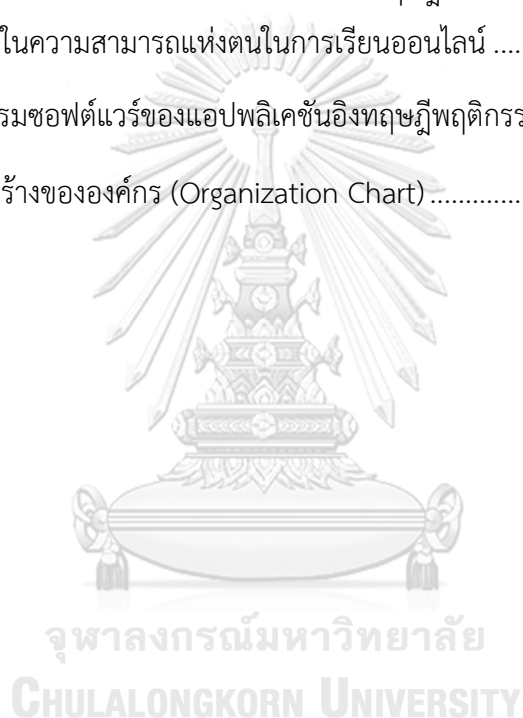 ในความสามารถแห่งตนในการเรียนออนไลน์ ....
รมซอฟต์แวร์ของแอปพลิเคชันอิงทฤษฎีพฤติกรร
ร้างขององค์กร (Organization Chart) .............
จุฬาลงกรณ์มหาวิทยาลัย
CHULALONGKORN UNIVERSITY